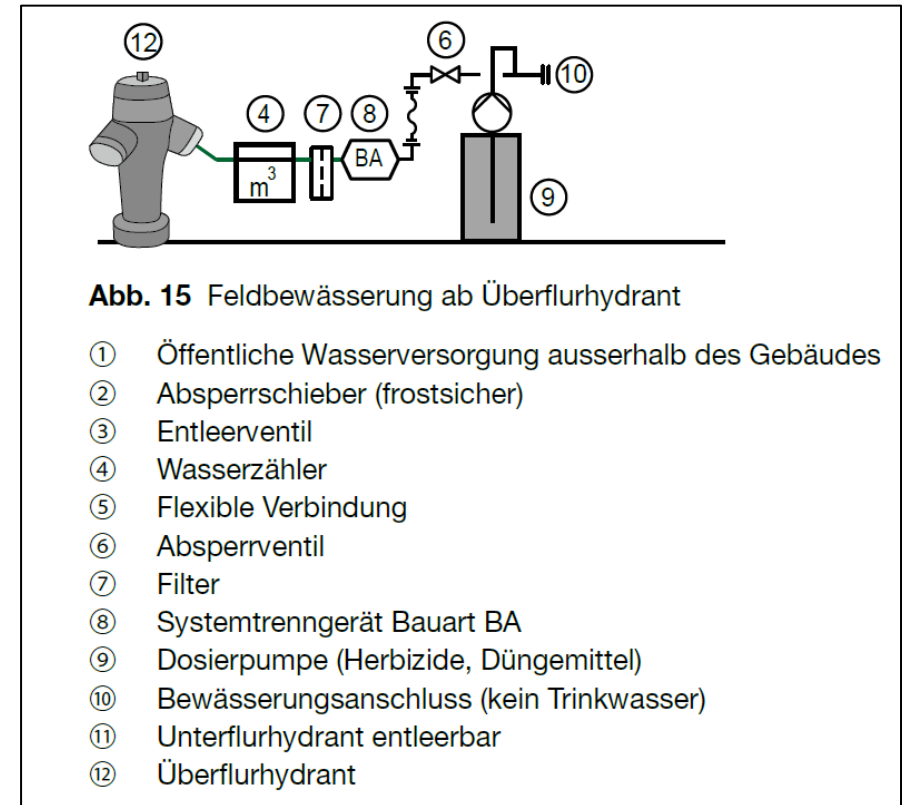 ⑫
⑥
⑩
④ ⑦ ⑧
m³
BA
⑨
Abb. 15 Feldbewässerung ab Überflurhydrant
① Öffentliche Wasserversorgung ausserhalb des Gebäudes
② Absperrschieber (frostsicher)
③ Entleerventil
④ Wasserzähler
⑤ Flexible Verbindung
⑥ Absperrventil
⑦ Filter
⑧ Systemtrenngerät Bauart BA
⑨ Dosierpumpe (Herbizide, Düngemittel)
⑩ Bewässerungsanschluss (kein Trinkwasser)
⑪ Unterflurhydrant entleerbar
⑫ Überflurhydrant